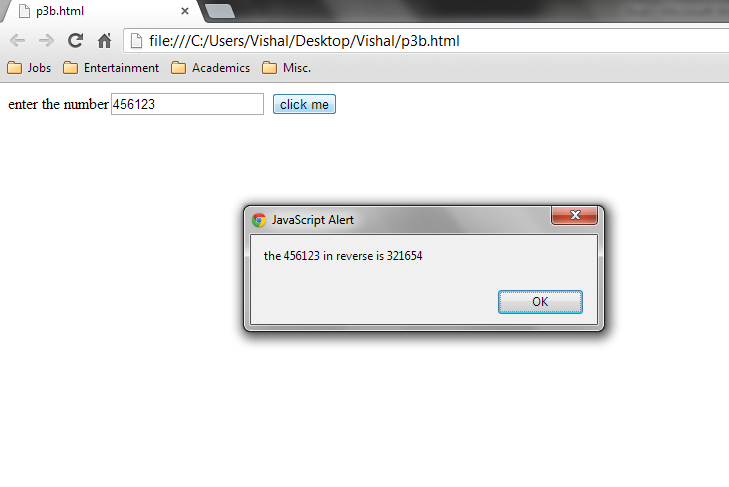 p3b.html
file:///C:/Users/Vishal/Desktop/Vishal/p3b.html
Jobs Entertainment Academics Misc.
enter the number 456123 click me
JavaScript Alert
the 456123 in reverse is 321654
OK